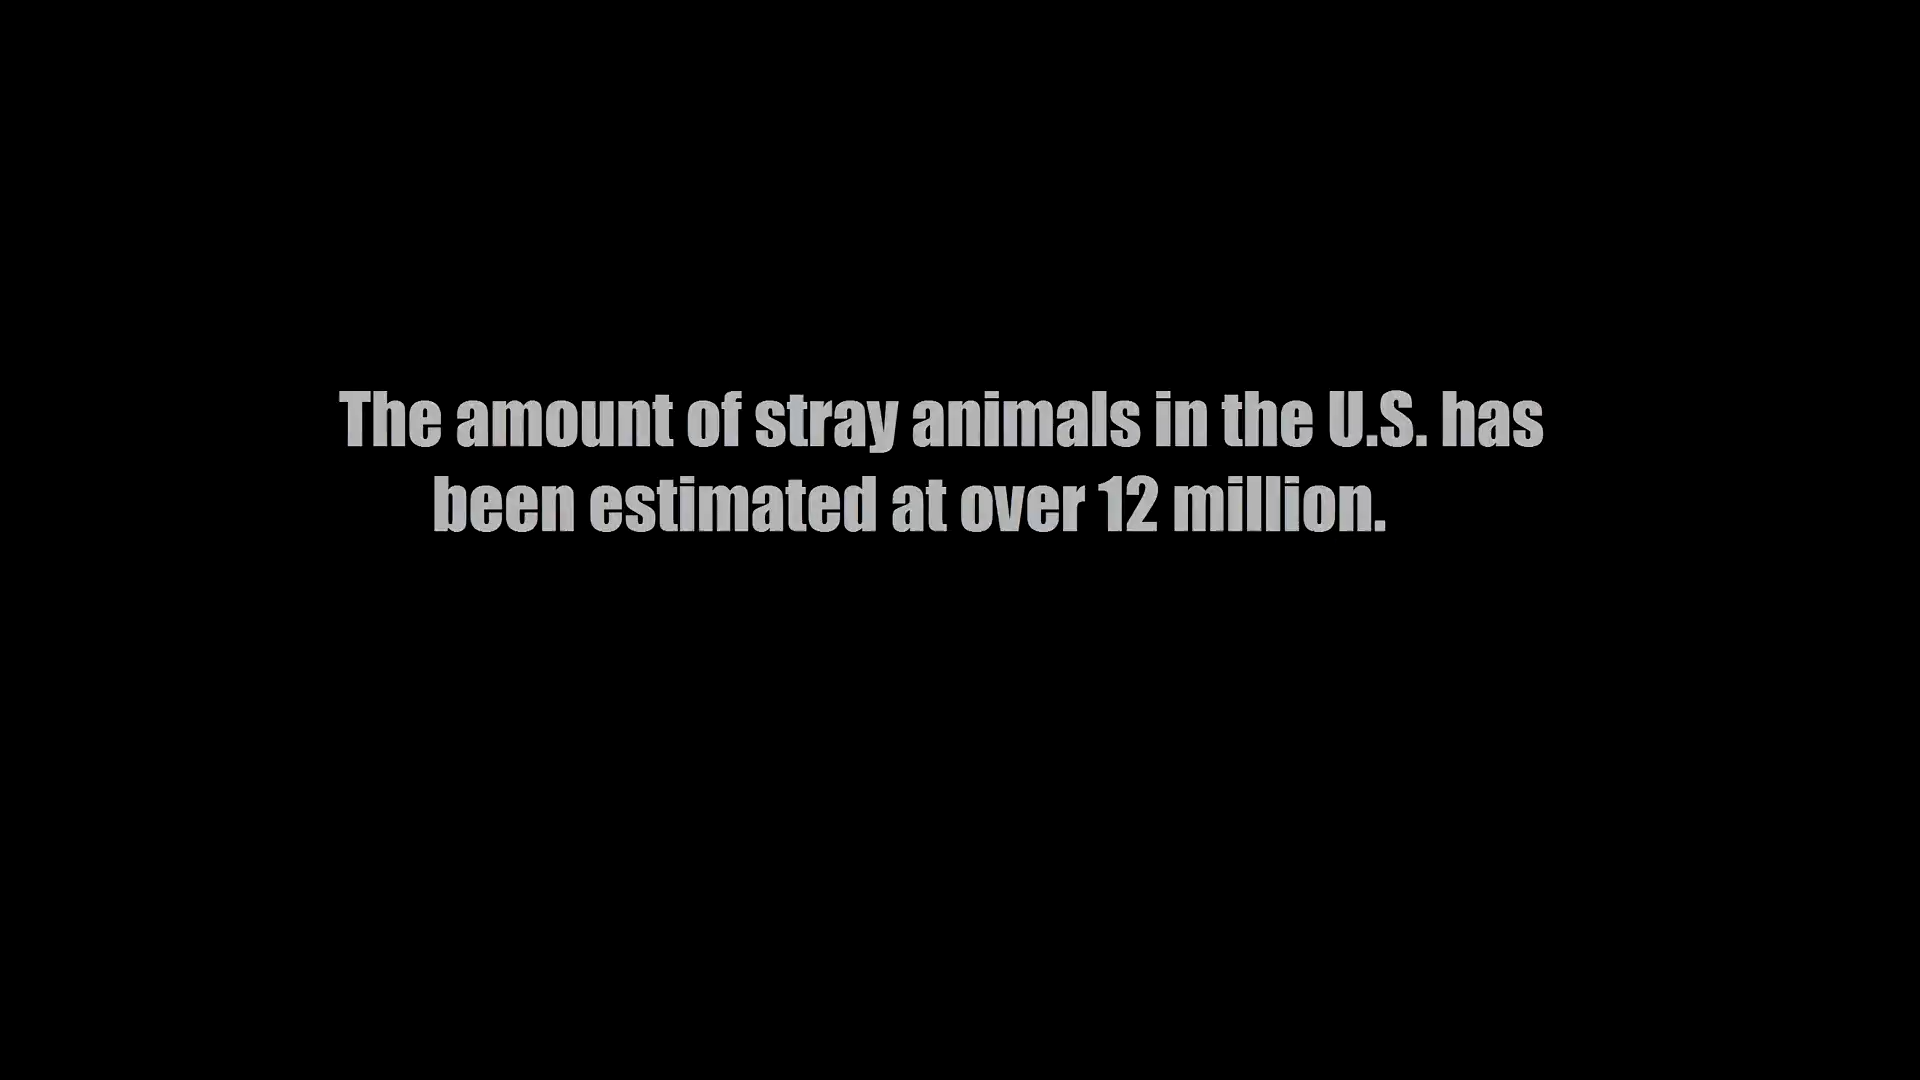 The amount of stray animals in the U.S. has
been estimated at over 12 million.